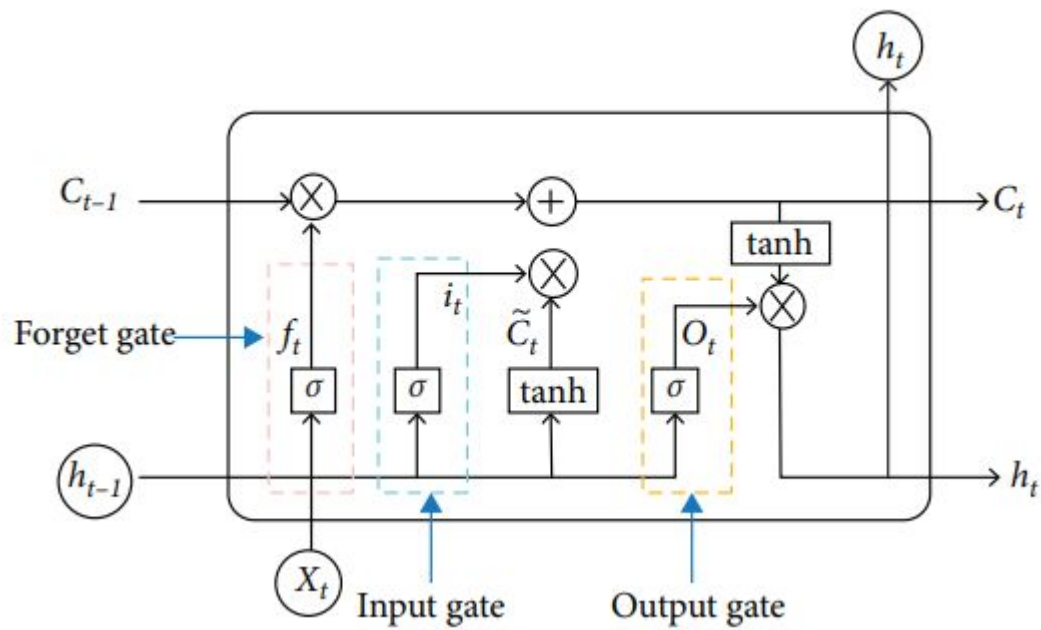 h_t
C_{t-1}
×
+
C_t
tanh
×
i_t
C̃_t
×
Forget gate
f_t
O_t
σ
σ
tanh
σ
h_{t-1}
h_t
X_t
Input gate
Output gate